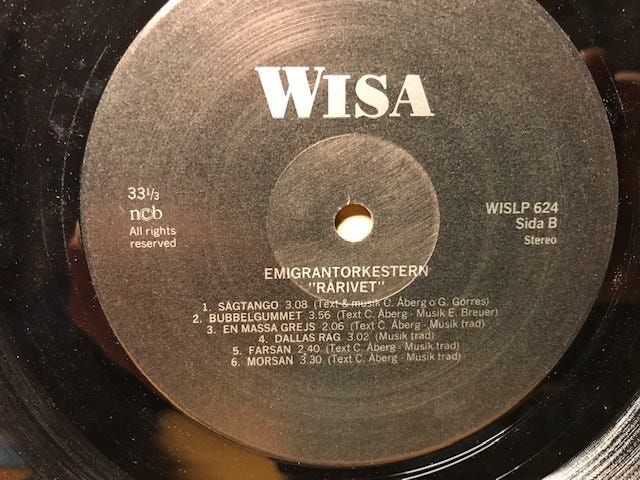 WISA
33 1/3
ncb
All rights
reserved
WISLP 624
Sida B
Stereo
EMIGRANTORKESTERN
"RÅRIVET"
1. SÅGTANGO 3.08 (Text & musik C. Åberg o G. Görres)
2. BUBBELGUMMET 3.56 (Text C. Åberg - Musik E. Breuer)
3. EN MASSA GREJS 2.06 (Text C. Åberg - Musik trad)
4. DALLAS RAG 3.02 (Musik trad)
5. FARSAN 2.40 (Text C. Åberg - Musik trad)
6. MORSAN 3.30 (Text C. Åberg - Musik trad)